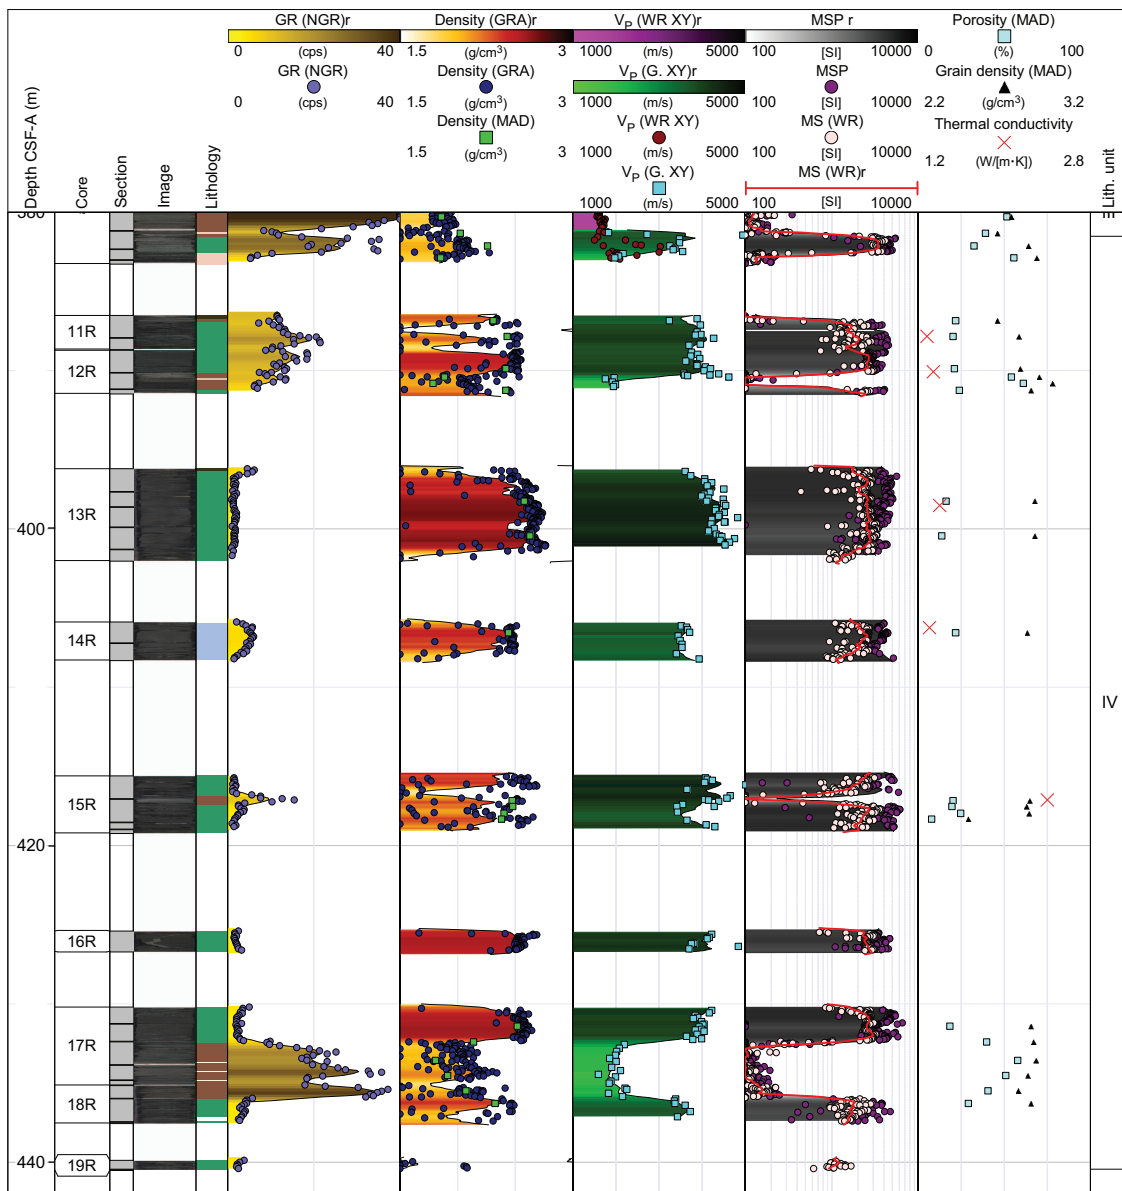 GR (NGR)r Density (GRA)r VP (WR XY)r MSP r Porosity (MAD)
(cps) 1.5 (g/cm3) 3 1000 (m/s) 5000 100 [SI] 10000 0 (%) 100
GR (NGR) Density (GRA) VP (G. XY)r MSP Grain density (MAD)
0 (cps) 40 1.5 (g/cm3) 3 1000 (m/s) 5000 100 [SI] 10000 2.2 (g/cm3) 3.2
Density (MAD) VP (WR XY) MS (WR) Thermal conductivity
1.5 (g/cm3) 3 1000 (m/s) 5000 100 [SI] 10000 1.2 (W/[m·K]) 2.8
VP (G. XY) MS (WR)r
1000 (m/s) 5000 100 [SI] 10000
Depth CSF-A (m) Core Section Image Lithology Lith. unit
11R
12R
13R
400
14R
IV
15R
420
16R
17R
18R
19R
440